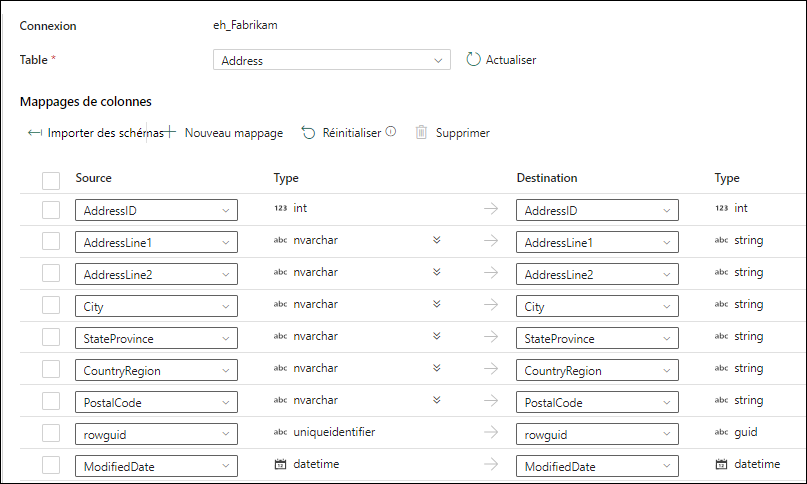 Connexion eh_Fabrikam
Table * Address Actualiser
Mappages de colonnes
Importer des schémas Nouveau mappage Réinitialiser Supprimer
Source Type Destination Type
AddressID 123 int AddressID 123 int
AddressLine1 abc nvarchar AddressLine1 abc string
AddressLine2 abc nvarchar AddressLine2 abc string
City abc nvarchar City abc string
StateProvince abc nvarchar StateProvince abc string
CountryRegion abc nvarchar CountryRegion abc string
PostalCode abc nvarchar PostalCode abc string
rowguid abc uniqueidentifier rowguid abc guid
ModifiedDate datetime ModifiedDate datetime